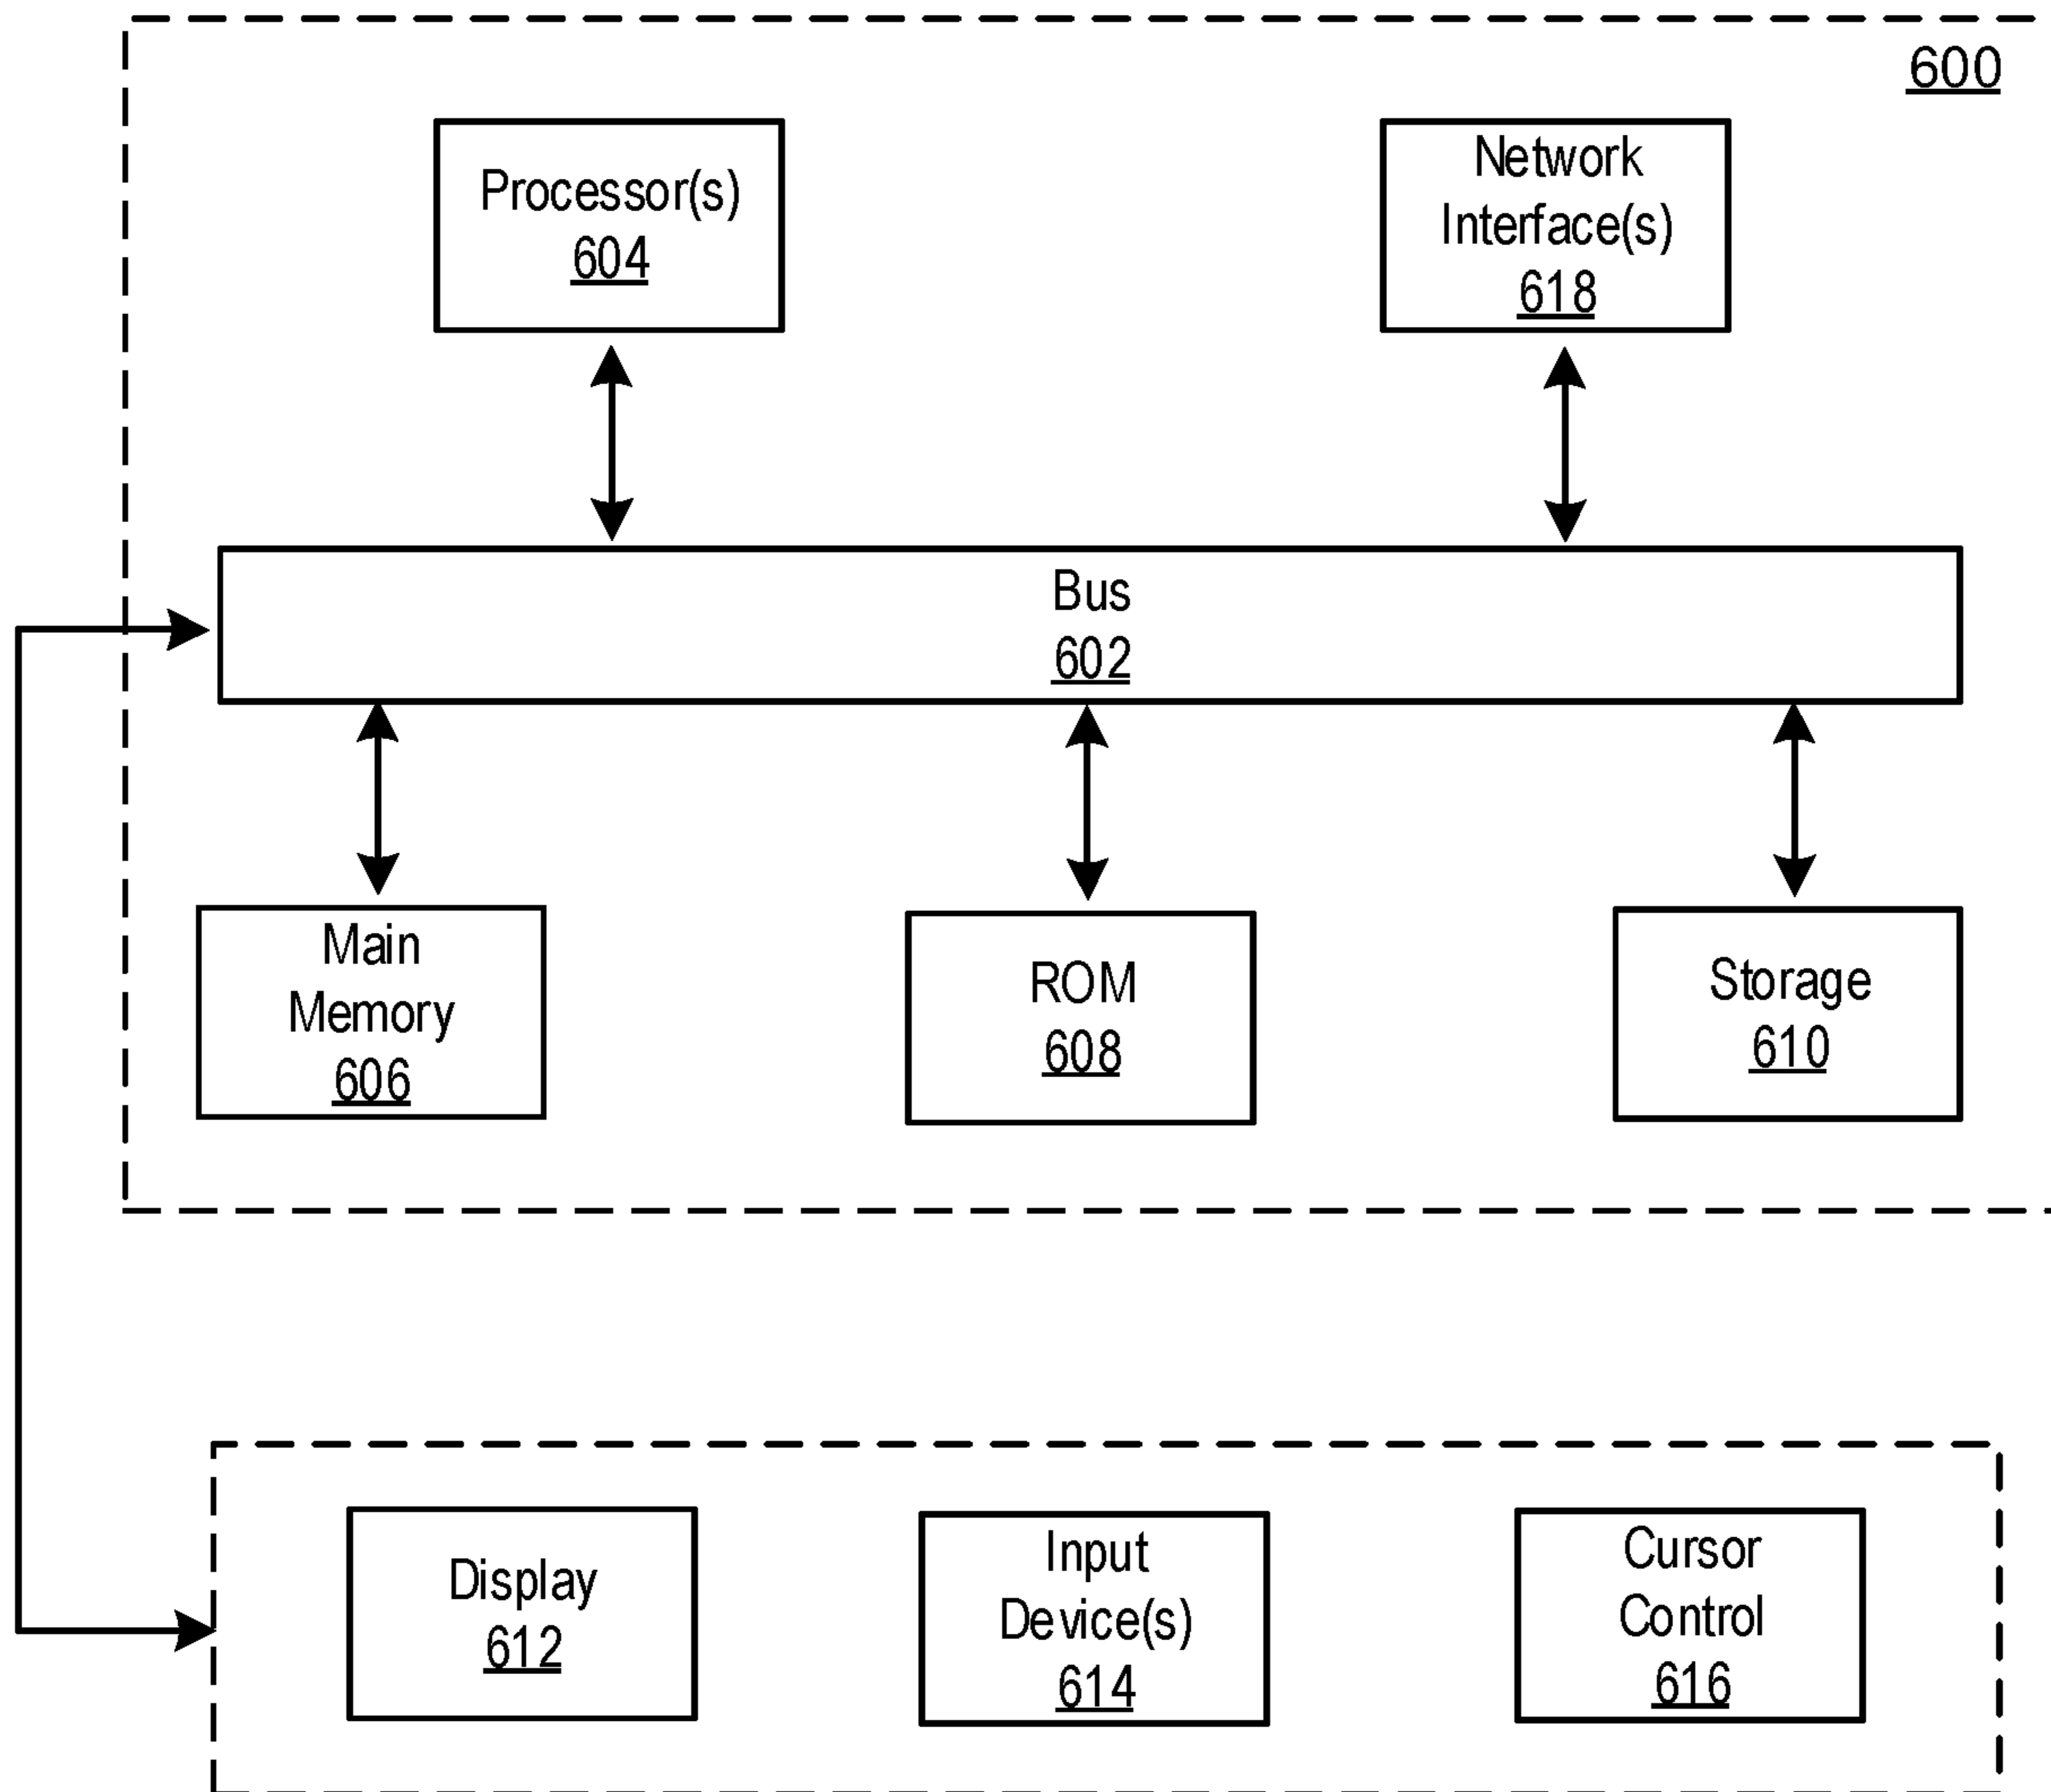 600
Processor(s)
604
Network
Interface(s)
618
Bus
602
Main
Memory
606
ROM
608
Storage
610
Display
612
Input
Device(s)
614
Cursor
Control
616